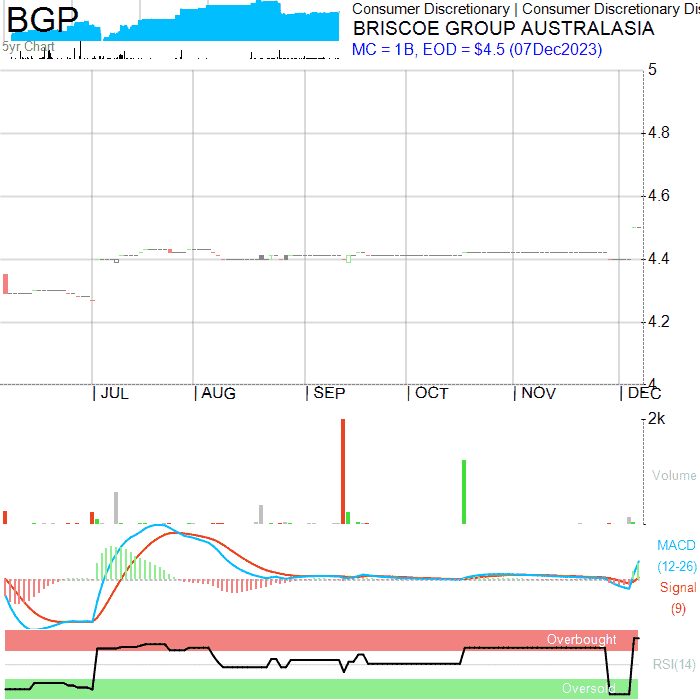 BGP
5yr Chart
Consumer Discretionary | Consumer Discretionary Dis
BRISCOE GROUP AUSTRALASIA
MC = 1B, EOD = $4.5 (07Dec2023)
5
4.8
4.6
4.4
4.2
4
| JUL | AUG | SEP | OCT | NOV | DEC
2k
Volume
MACD
(12-26)
Signal
(9)
Overbought
RSI(14)
Oversold